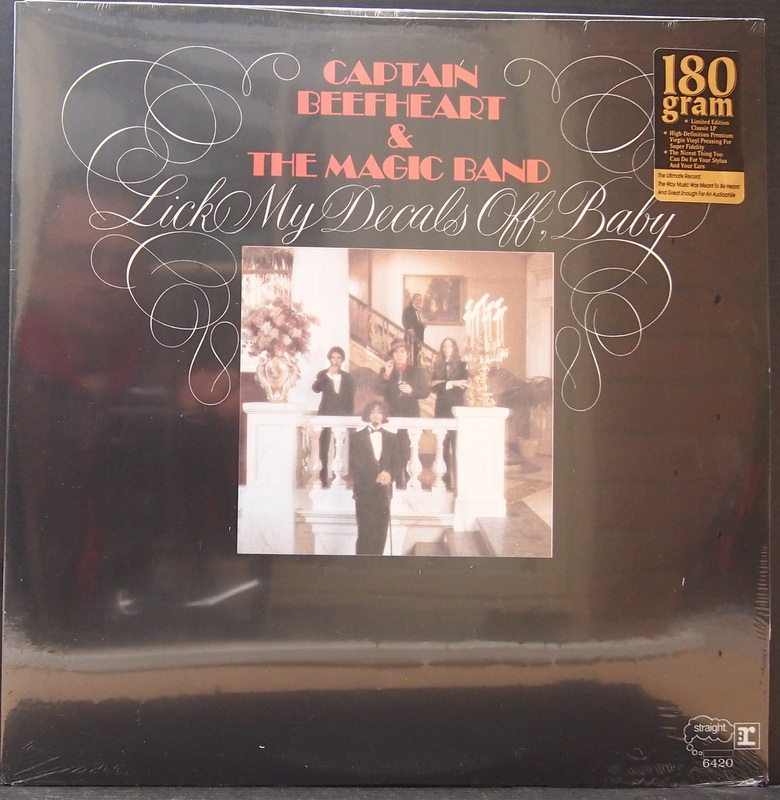 CAPTAIN
BEEFHEART
&
THE MAGIC BAND
Lick My Decals Off, Baby
180
gram
• Limited Edition
Classic LP
• High-Definition Premium
Virgin Vinyl Pressing For
Super Fidelity
• The Nicest Thing You
Can Do For Your Stylus
And Your Ears
The Ultimate Record!
The Way Music Was Meant To Be Heard
And Great Enough For An Audiophile
straight.
r
6420